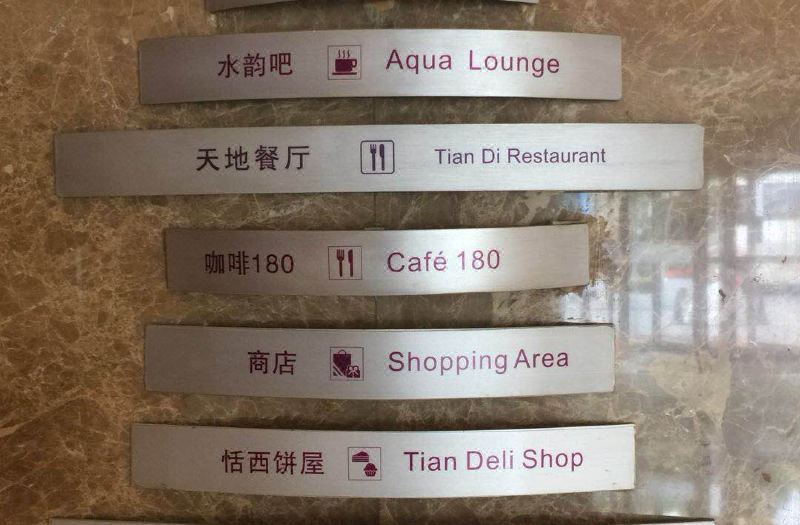 水韵吧 Aqua Lounge
天地餐厅 Tian Di Restaurant
咖啡180 Café 180
商店 Shopping Area
恬西饼屋 Tian Deli Shop